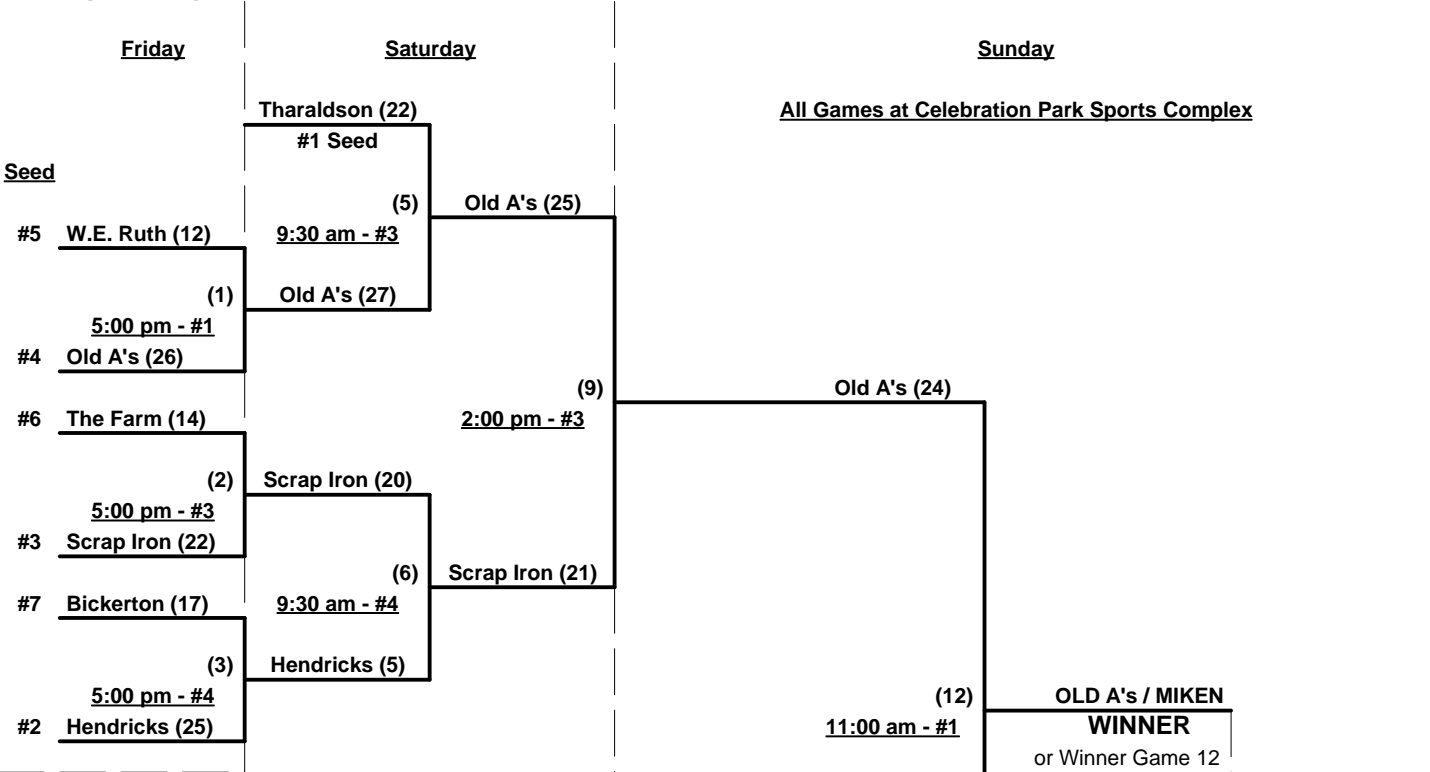 Friday
Saturday
Sunday
Tharaldson (22)
All Games at Celebration Park Sports Complex
#1 Seed
Seed
(5)
Old A's (25)
#5 W.E. Ruth (12)
9:30 am - #3
(1)
Old A's (27)
5:00 pm - #1
#4 Old A's (26)
(9)
Old A's (24)
#6 The Farm (14)
2:00 pm - #3
(2)
Scrap Iron (20)
5:00 pm - #3
#3 Scrap Iron (22)
(6)
Scrap Iron (21)
#7 Bickerton (17)
9:30 am - #4
(3)
Hendricks (5)
5:00 pm - #4
(12)
OLD A's / MIKEN
#2 Hendricks (25)
11:00 am - #1
WINNER
or Winner Game 12